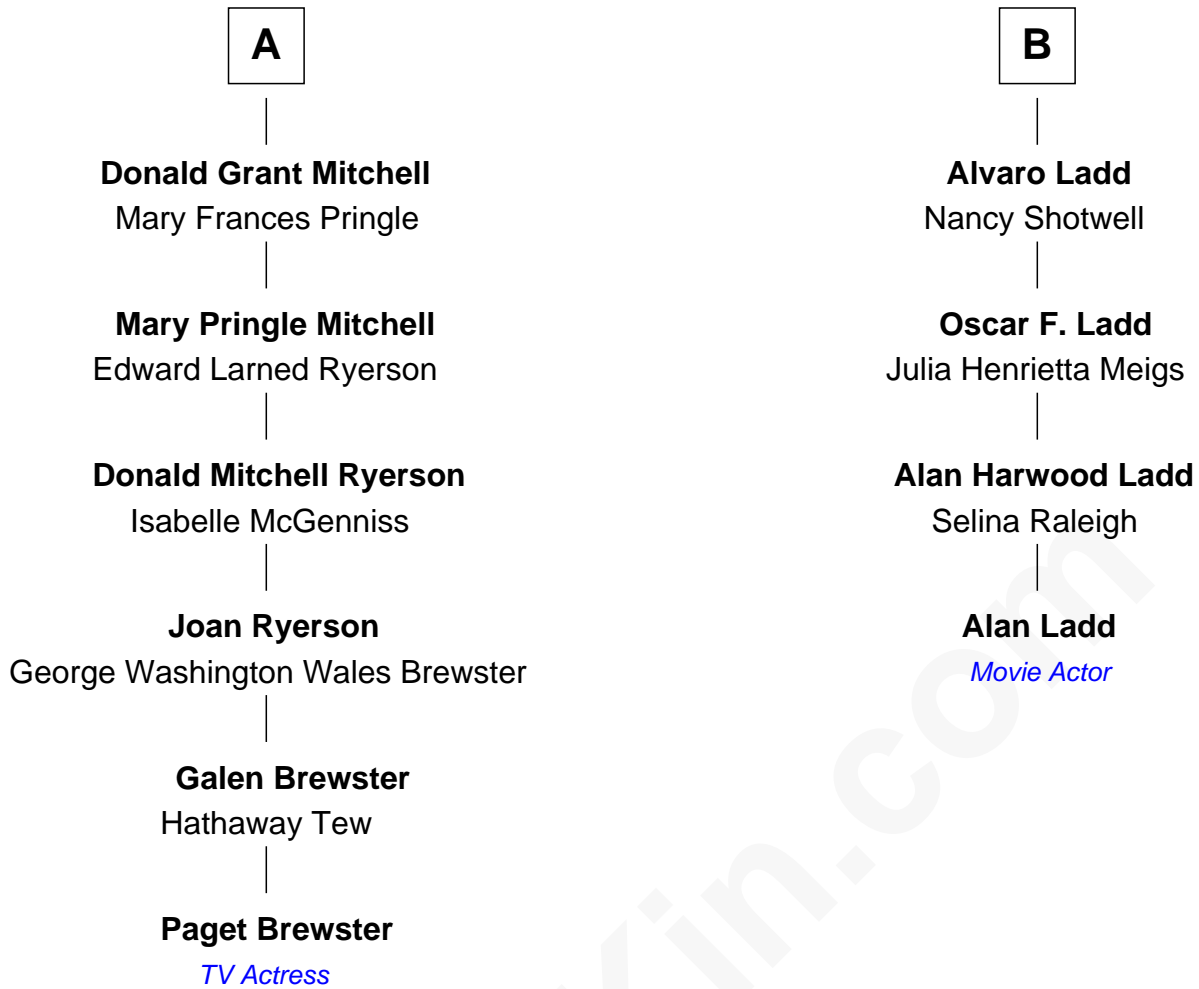 A
Donald Grant Mitchell
Mary Frances Pringle
Mary Pringle Mitchell
Edward Larned Ryerson
Donald Mitchell Ryerson
Isabelle McGenniss
Joan Ryerson
George Washington Wales Brewster
Galen Brewster
Hathaway Tew
Paget Brewster
TV Actress
B
Alvaro Ladd
Nancy Shotwell
Oscar F. Ladd
Julia Henrietta Meigs
Alan Harwood Ladd
Selina Raleigh
Alan Ladd
Movie Actor
Kin.com